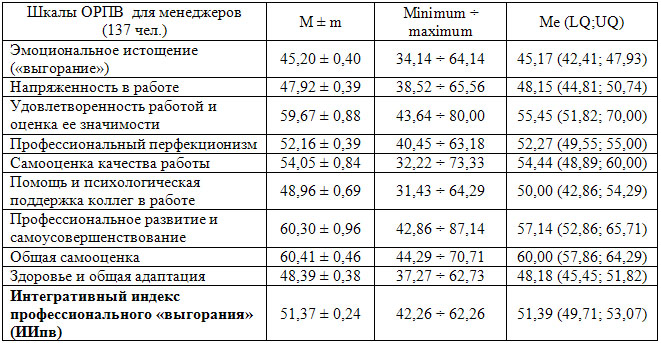 Шкалы ОРПВ для менеджеров (137 чел.) M ± m Minimum ÷ maximum Me (LQ;UQ)
Эмоциональное истощение («выгорание») 45,20 ± 0,40 34,14 ÷ 64,14 45,17 (42,41; 47,93)
Напряженность в работе 47,92 ± 0,39 38,52 ÷ 65,56 48,15 (44,81; 50,74)
Удовлетворенность работой и оценка ее значимости 59,67 ± 0,88 43,64 ÷ 80,00 55,45 (51,82; 70,00)
Профессиональный перфекционизм 52,16 ± 0,39 40,45 ÷ 63,18 52,27 (49,55; 55,00)
Самооценка качества работы 54,05 ± 0,84 32,22 ÷ 73,33 54,44 (48,89; 60,00)
Помощь и психологическая поддержка коллег в работе 48,96 ± 0,69 31,43 ÷ 64,29 50,00 (42,86; 54,29)
Профессиональное развитие и самоусовершенствование 60,30 ± 0,96 42,86 ÷ 87,14 57,14 (52,86; 65,71)
Общая самооценка 60,41 ± 0,46 44,29 ÷ 70,71 60,00 (57,86; 64,29)
Здоровье и общая адаптация 48,39 ± 0,38 37,27 ÷ 62,73 48,18 (45,45; 51,82)
Интегративный индекс профессионального «выгорания» (ИИпв) 51,37 ± 0,24 42,26 ÷ 62,26 51,39 (49,71; 53,07)